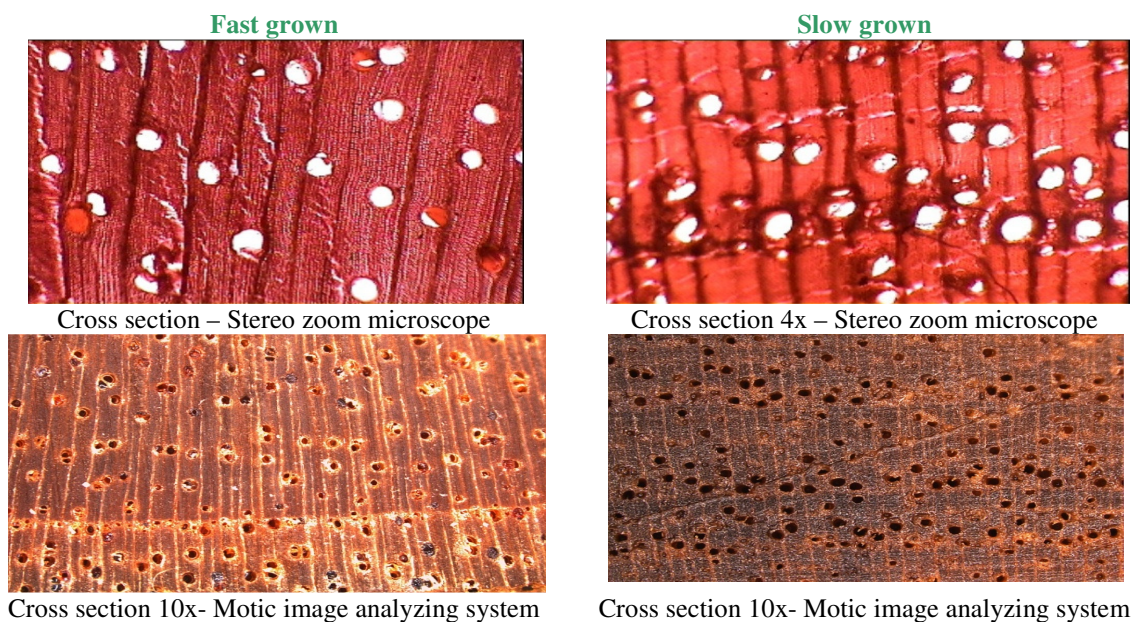 Fast grown
Slow grown
Cross section – Stereo zoom microscope
Cross section 4x – Stereo zoom microscope
Cross section 10x- Motic image analyzing system
Cross section 10x- Motic image analyzing system